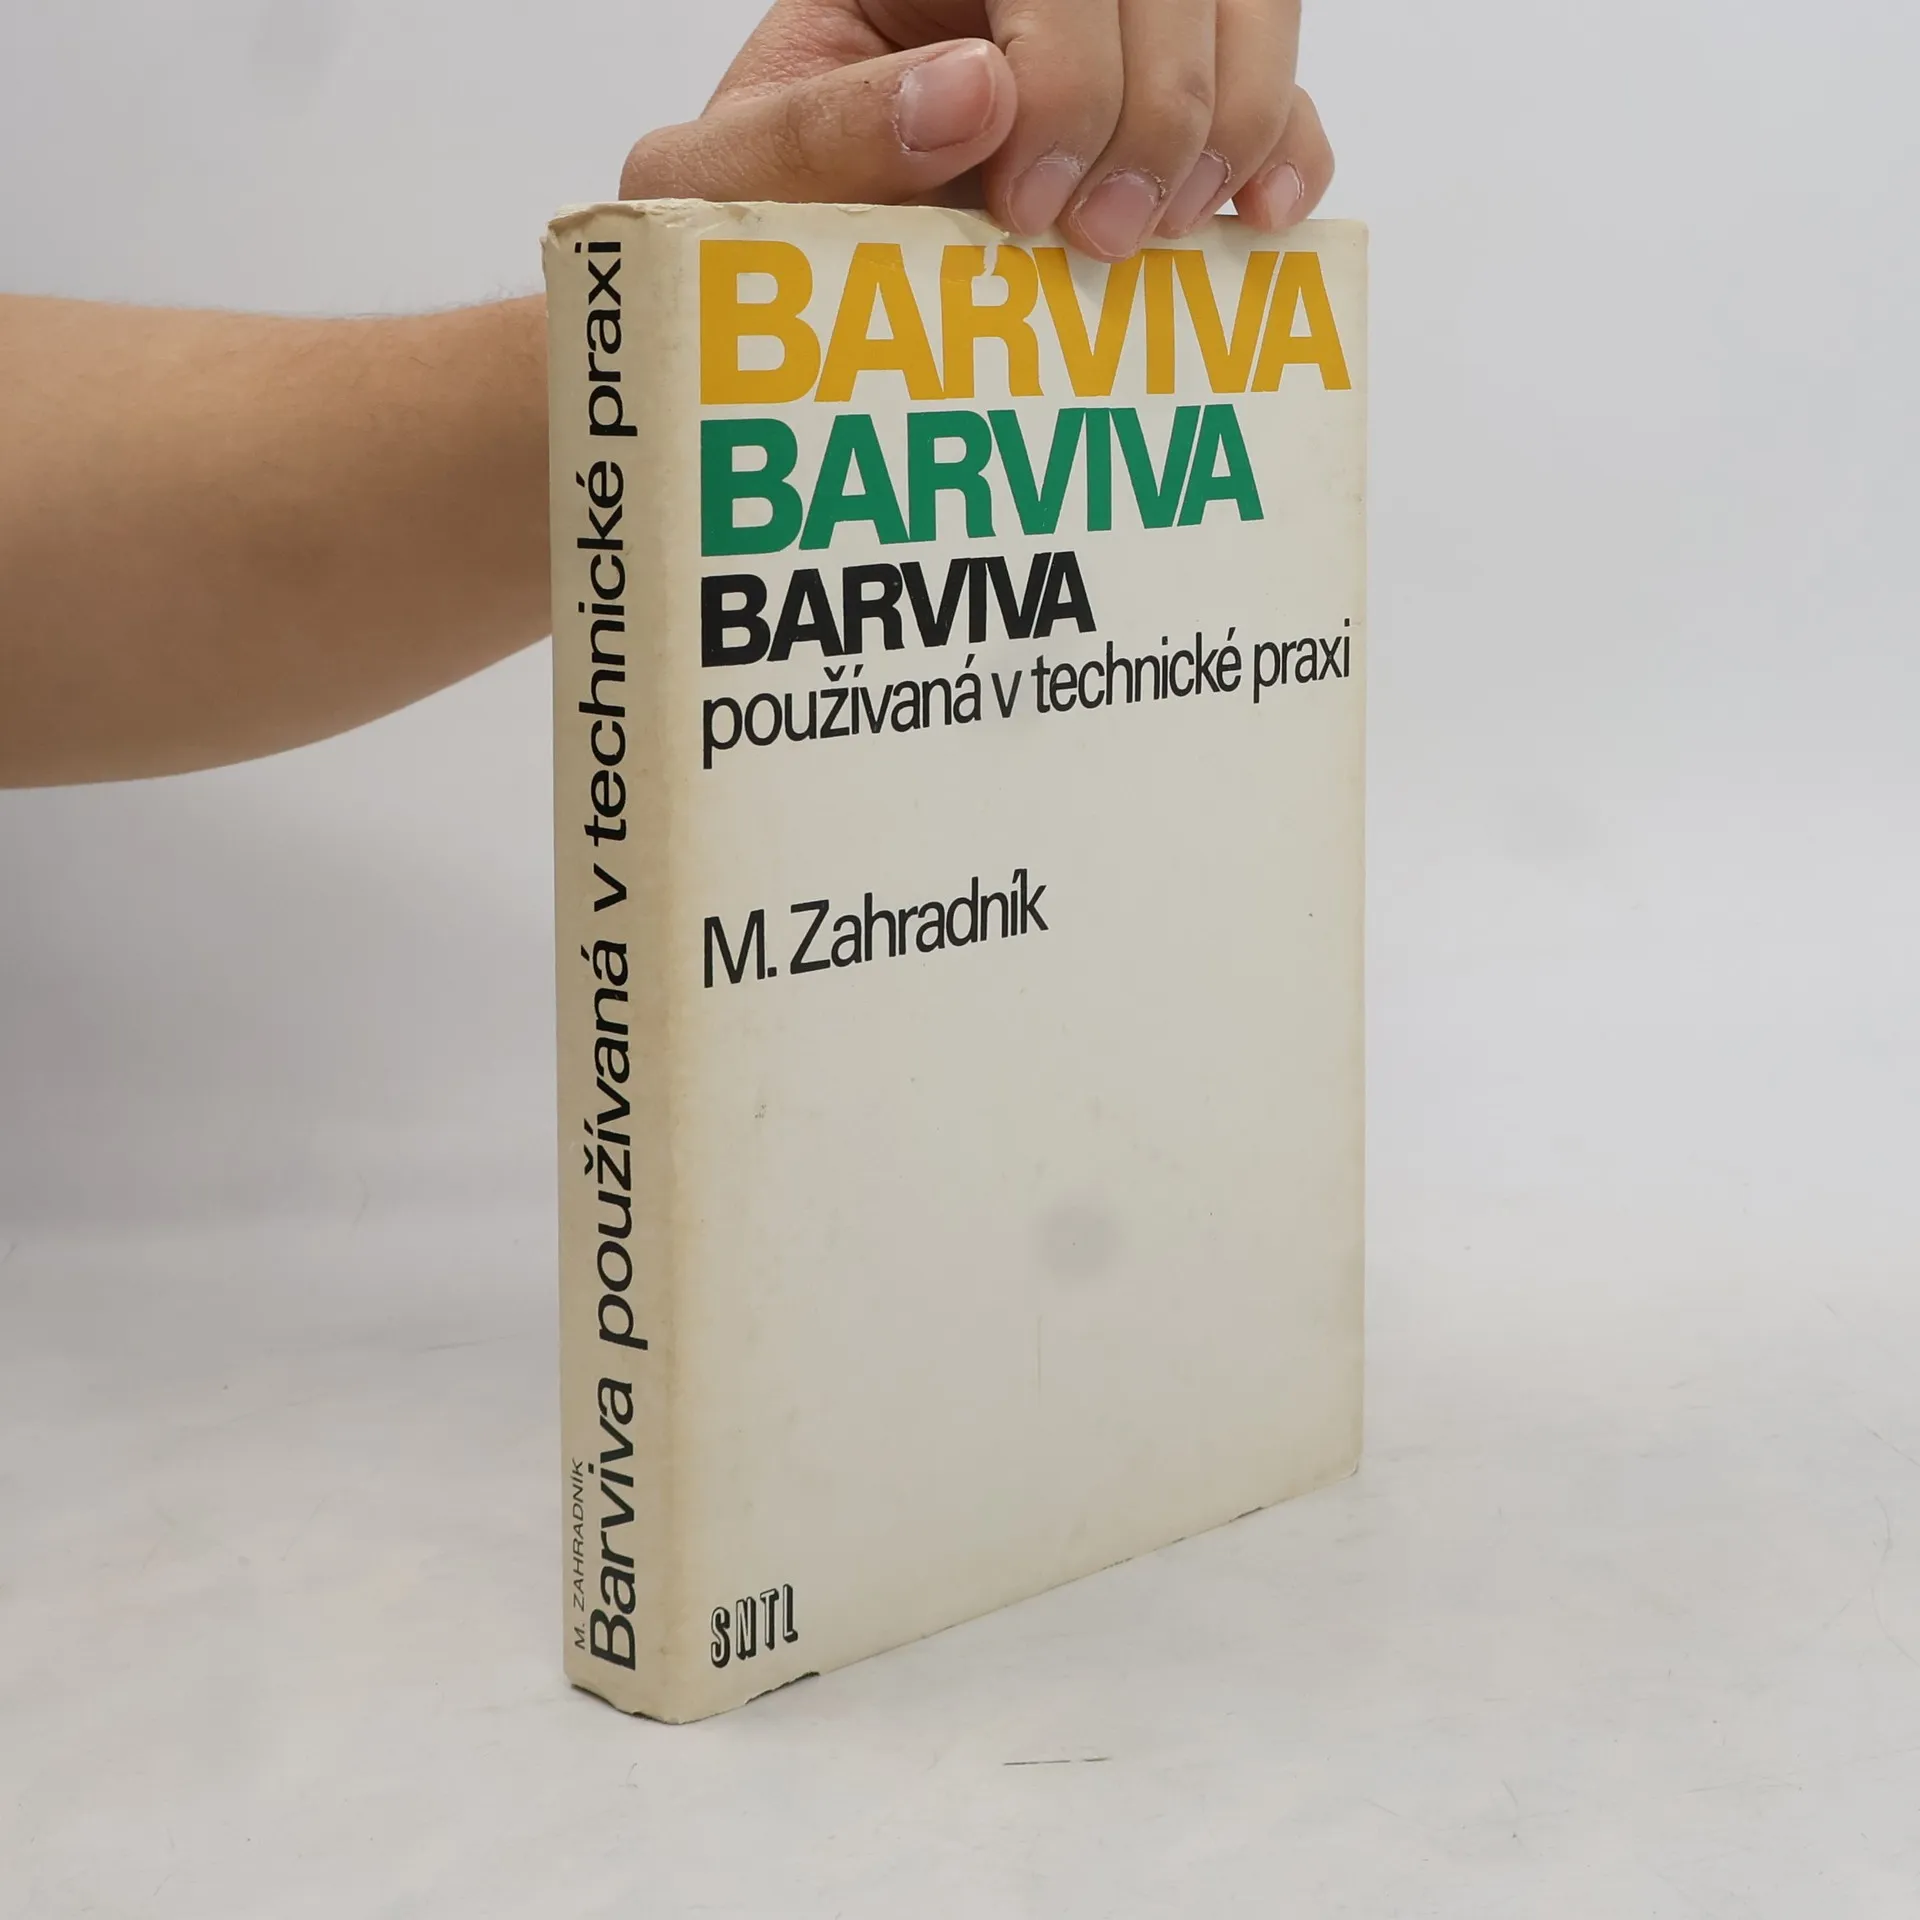 BARVIVA
BARVIVA
BARVIVA
používaná v technické praxi
M. Zahradník
SNTL
M. ZAHRADNÍK
Barviva používaná v technické praxi